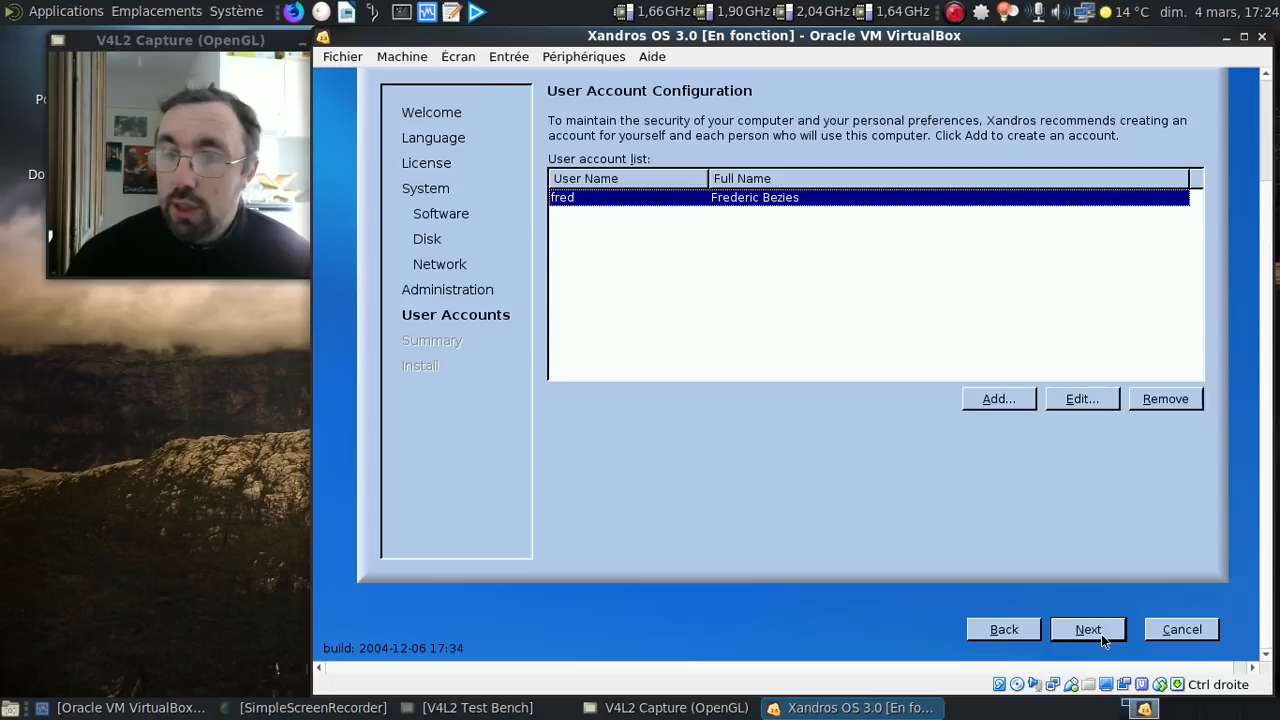 Applications Emplacements Système
1,66 GHz
1,90 GHz
2,04 GHz
1,64 GHz
dim. 4 mars, 17:24
V4L2 Capture (OpenGL)
Xandros OS 3.0 [En fonction] - Oracle VM VirtualBox
Fichier Machine Écran Entrée Périphériques Aide
Welcome
Language
License
System
Software
Disk
Network
Administration
User Accounts
Summary
Install
User Account Configuration
To maintain the security of your computer and your personal preferences, Xandros recommends creating an
account for yourself and each person who will use this computer. Click Add to create an account.
User account list:
User Name Full Name
fred Frederic Bezies
Add... Edit... Remove
Back Next Cancel
build: 2004-12-06 17:34
Ctrl droite
[Oracle VM VirtualBox... [SimpleScreenRecorder] [V4L2 Test Bench] V4L2 Capture (OpenGL) Xandros OS 3.0 [En fo...